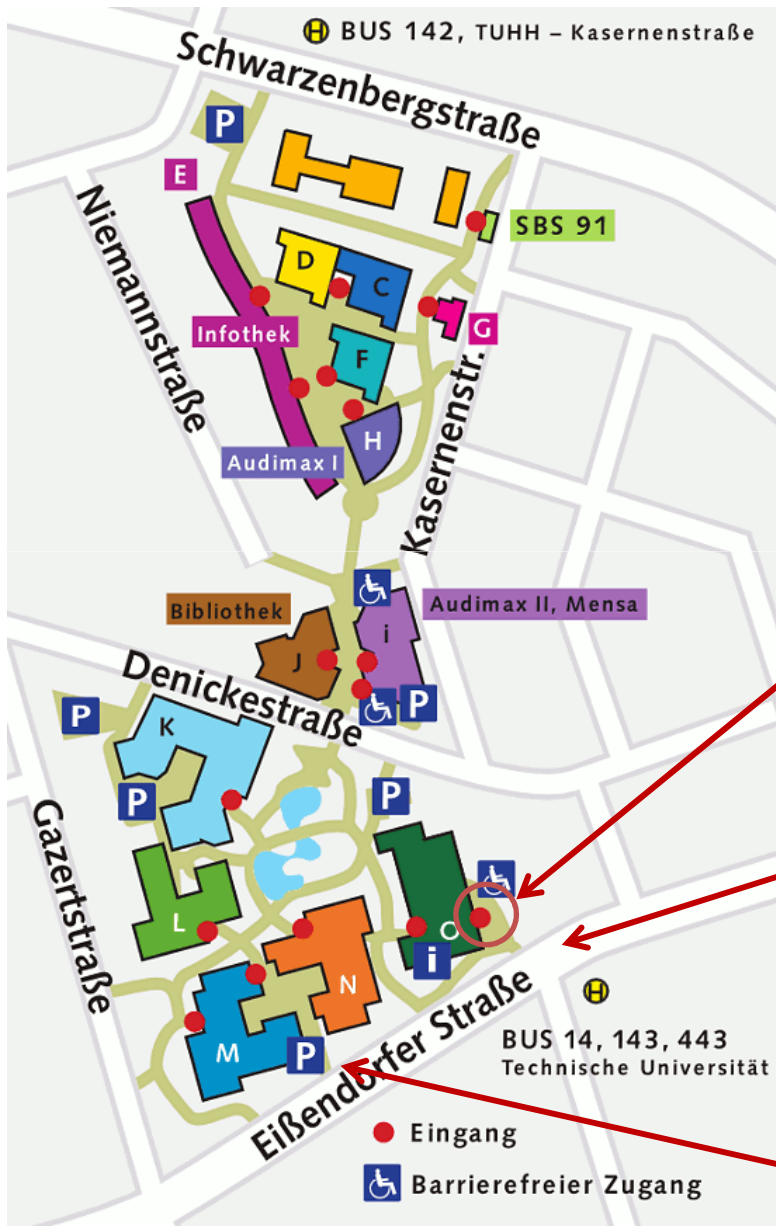 H BUS 142, TUHH – Kasernenstraße
Schwarzenbergstraße
P
E
SBS 91
Niemannstraße
D
C
Infothek
G
F
Kasernenstr.
H
Audimax I
Bibliothek
Audimax II, Mensa
i
J
Denickestraße
P
P
K
P
P
Gazertstraße
L
O
i
N
H
M
P
BUS 14, 143, 443
Technische Universität
Eißendorfer Straße
Eingang
Barrierefreier Zugang